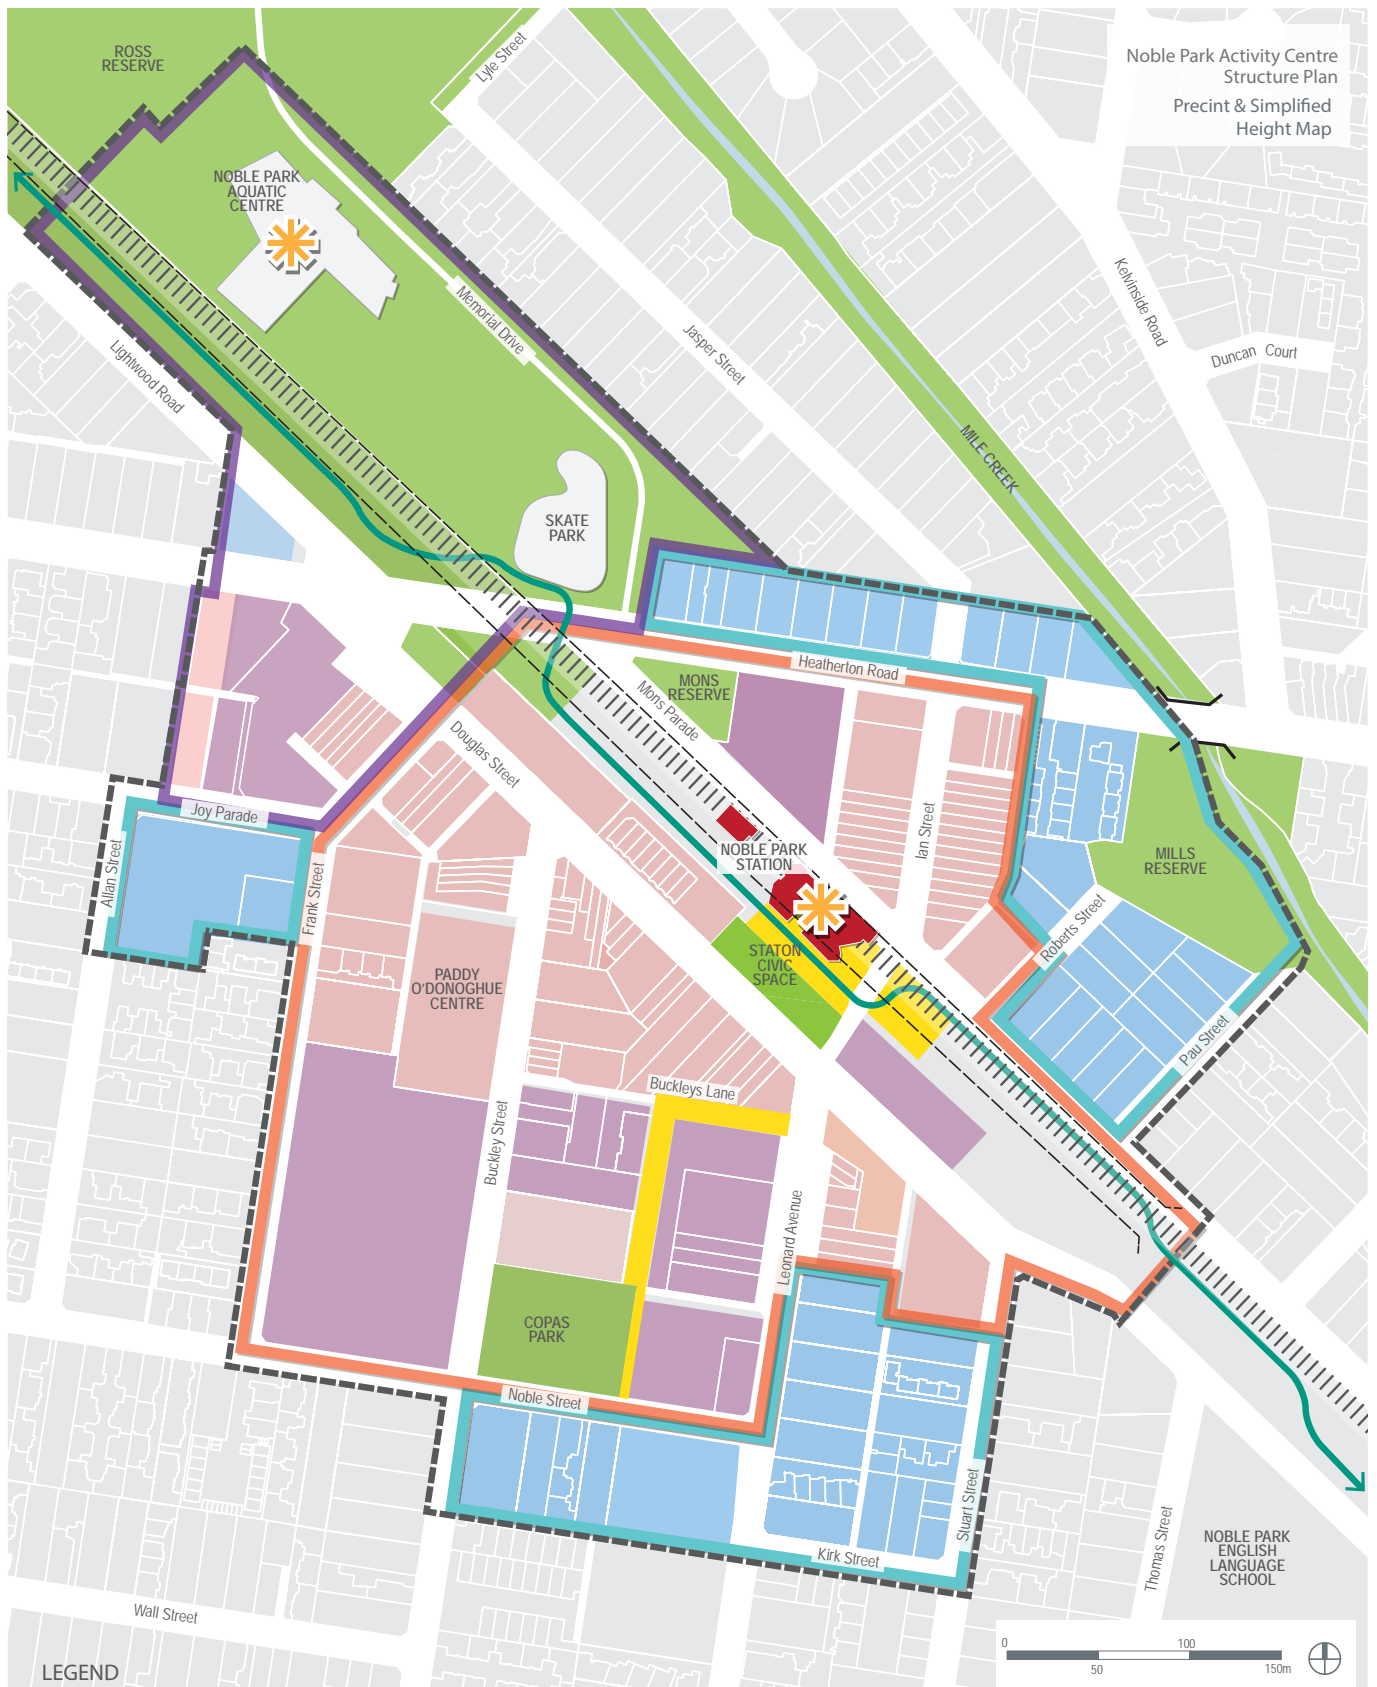 Noble Park Activity Centre
Structure Plan
Precint & Simplified
Height Map
ROSS
RESERVE
Lyle Street
NOBLE PARK
AQUATIC
CENTRE
Memorial Drive
Lightwood Road
Jasper Street
Kelvinside Road
Duncan Court
MILE CREEK
SKATE
PARK
Heatherton Road
MONS
RESERVE
Mons Parade
Douglas Street
Joy Parade
Allan Street
Frank Street
Ian Street
NOBLE PARK
STATION
MILLS
RESERVE
Roberts Street
STATON
CIVIC
SPACE
PADDY
O'DONOGHUE
CENTRE
Pau Street
Buckleys Lane
Buckley Street
Leonard Avenue
COPAS
PARK
Noble Street
Stuart Street
Kirk Street
Thomas Street
NOBLE PARK
ENGLISH
LANGUAGE
SCHOOL
Wall Street
0
100
50
150m
LEGEND